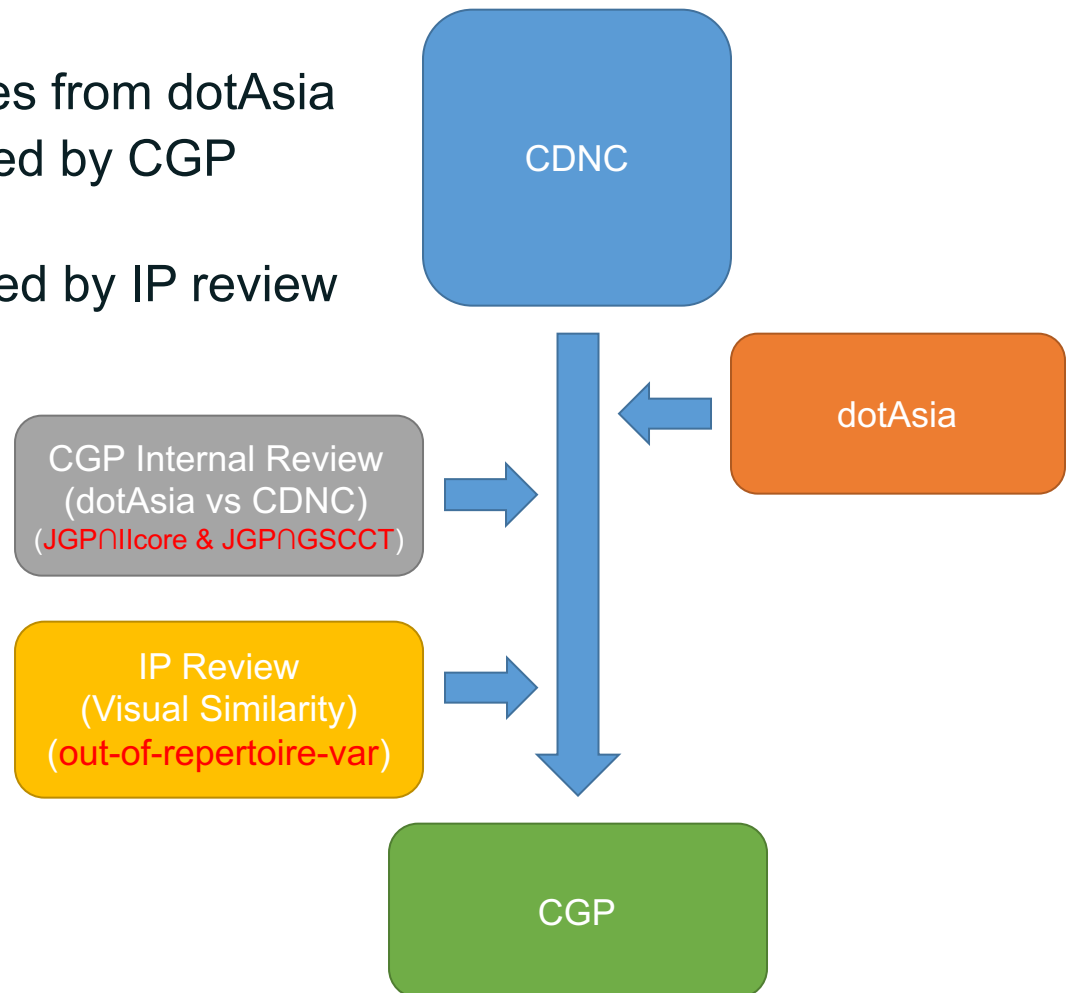 es from dotAsia
ed by CGP
ed by IP review
CDNC
dotAsia
CGP Internal Review
(dotAsia vs CDNC)
(JGP∩IIcore & JGP∩GSCCT)
IP Review
(Visual Similarity)
(out-of-repertoire-var)
CGP